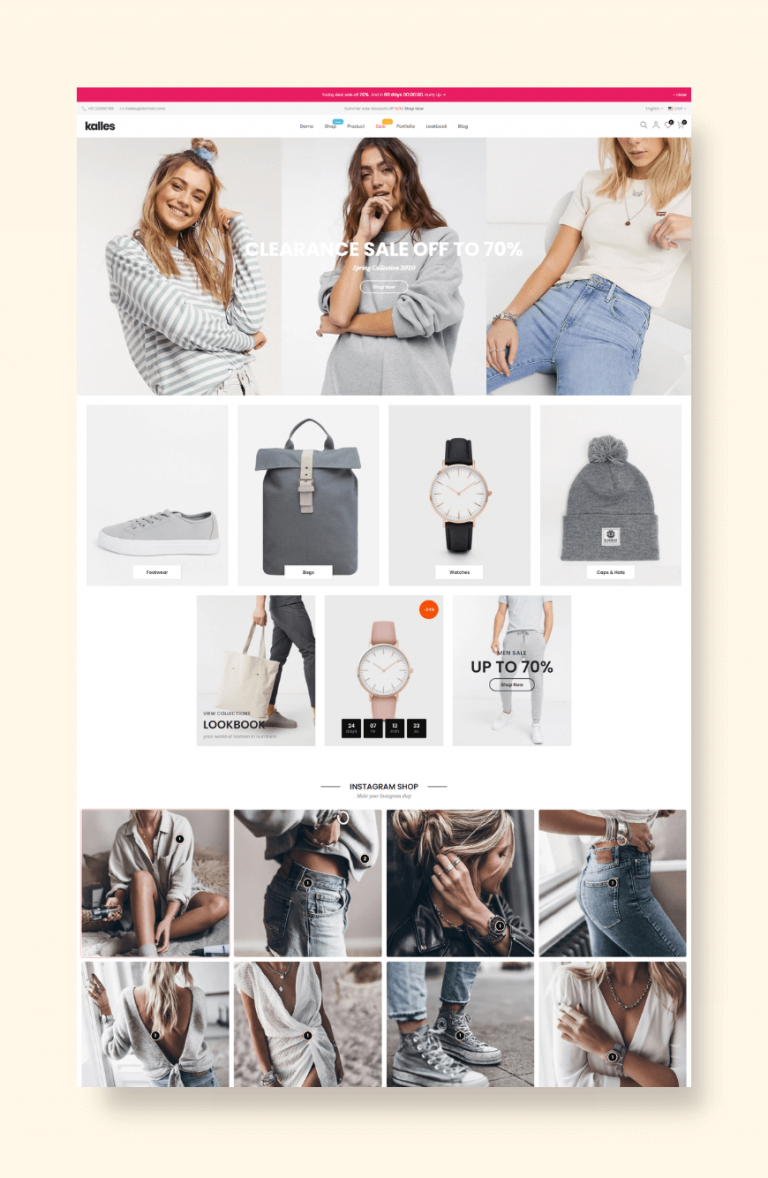 Today deal sale off 70%. End in 60 days 00:00:00. Hurry Up
close
Summer sale discount off 50%! Shop Now
English
USD
kalles
Demo Shop Product Sale Portfolio Lookbook Blog
CLEARANCE SALE OFF TO 70%
Spring Collection 2020
Shop Now
Footwear
Bags
Watches
Caps & Hats
-34%
VIEW COLLECTIONS
LOOKBOOK
your world of fashion in numbers
24 07 12 33
days hr min sc
MEN SALE
UP TO 70%
Shop Now
INSTAGRAM SHOP
Make your Instagram shop